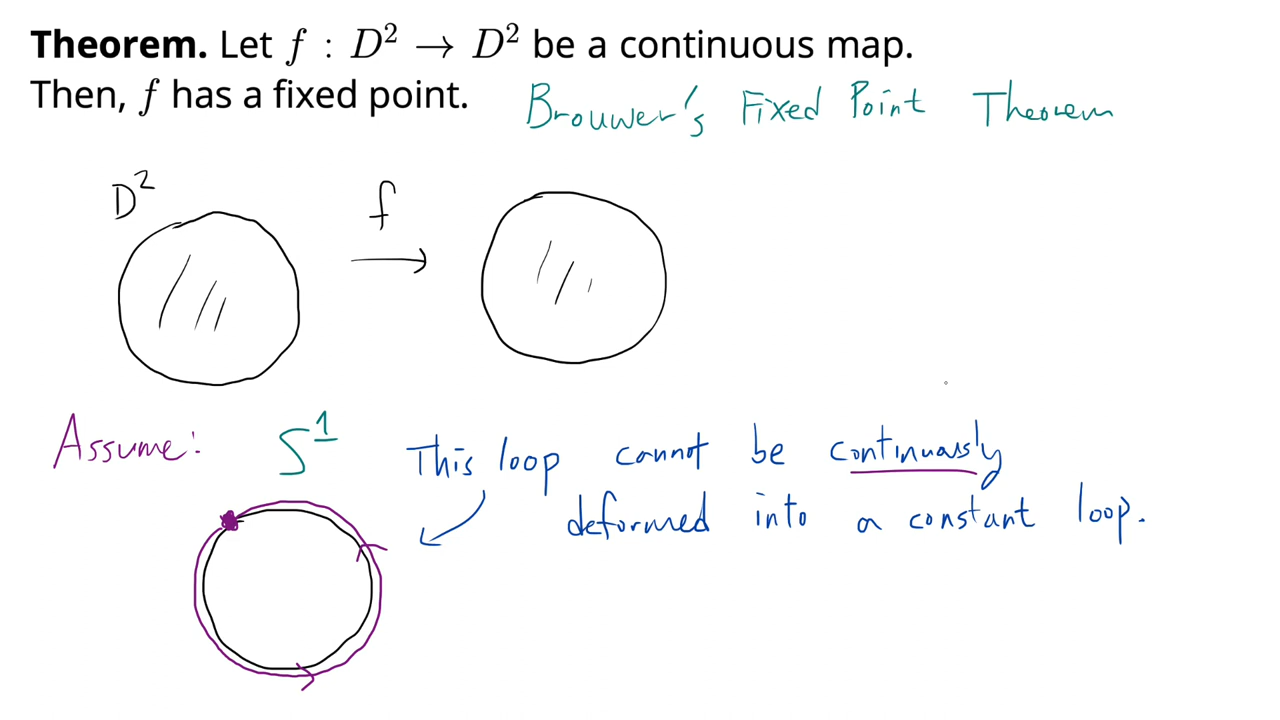 Theorem. Let f : D² → D² be a continuous map.
Then, f has a fixed point. Brouwer's Fixed Point Theorem
D² f
→
Assume: S¹ This loop cannot be continuously
deformed into a constant loop.